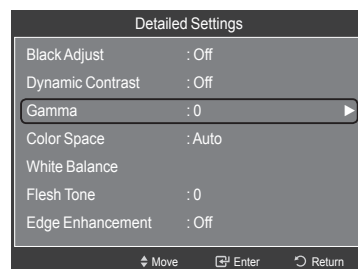 Detailed Settings
Black Adjust : Off
Dynamic Contrast : Off
Gamma : 0
Color Space : Auto
White Balance
Flesh Tone : 0
Edge Enhancement : Off
Move Enter Return